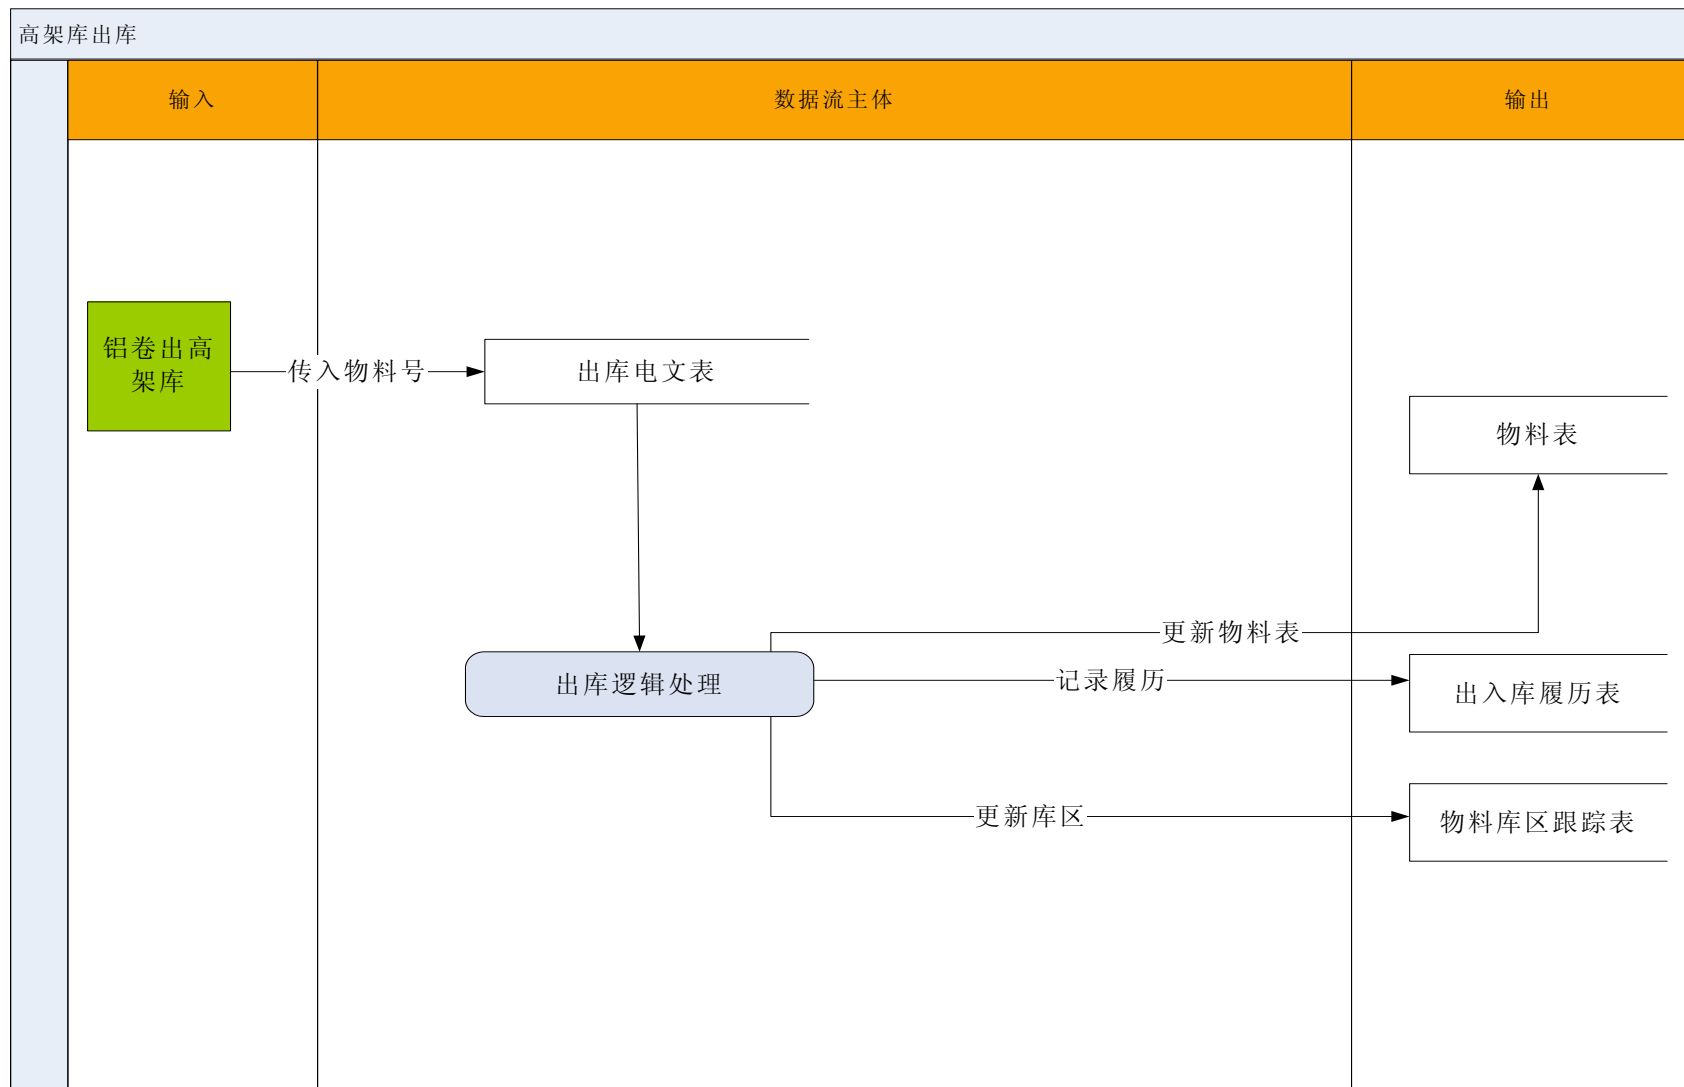 高架库出库
输入
数据流主体
输出
铝卷出高
架库
传入物料号
出库电文表
物料表
更新物料表
出库逻辑处理
记录履历
出入库履历表
更新库区
物料库区跟踪表